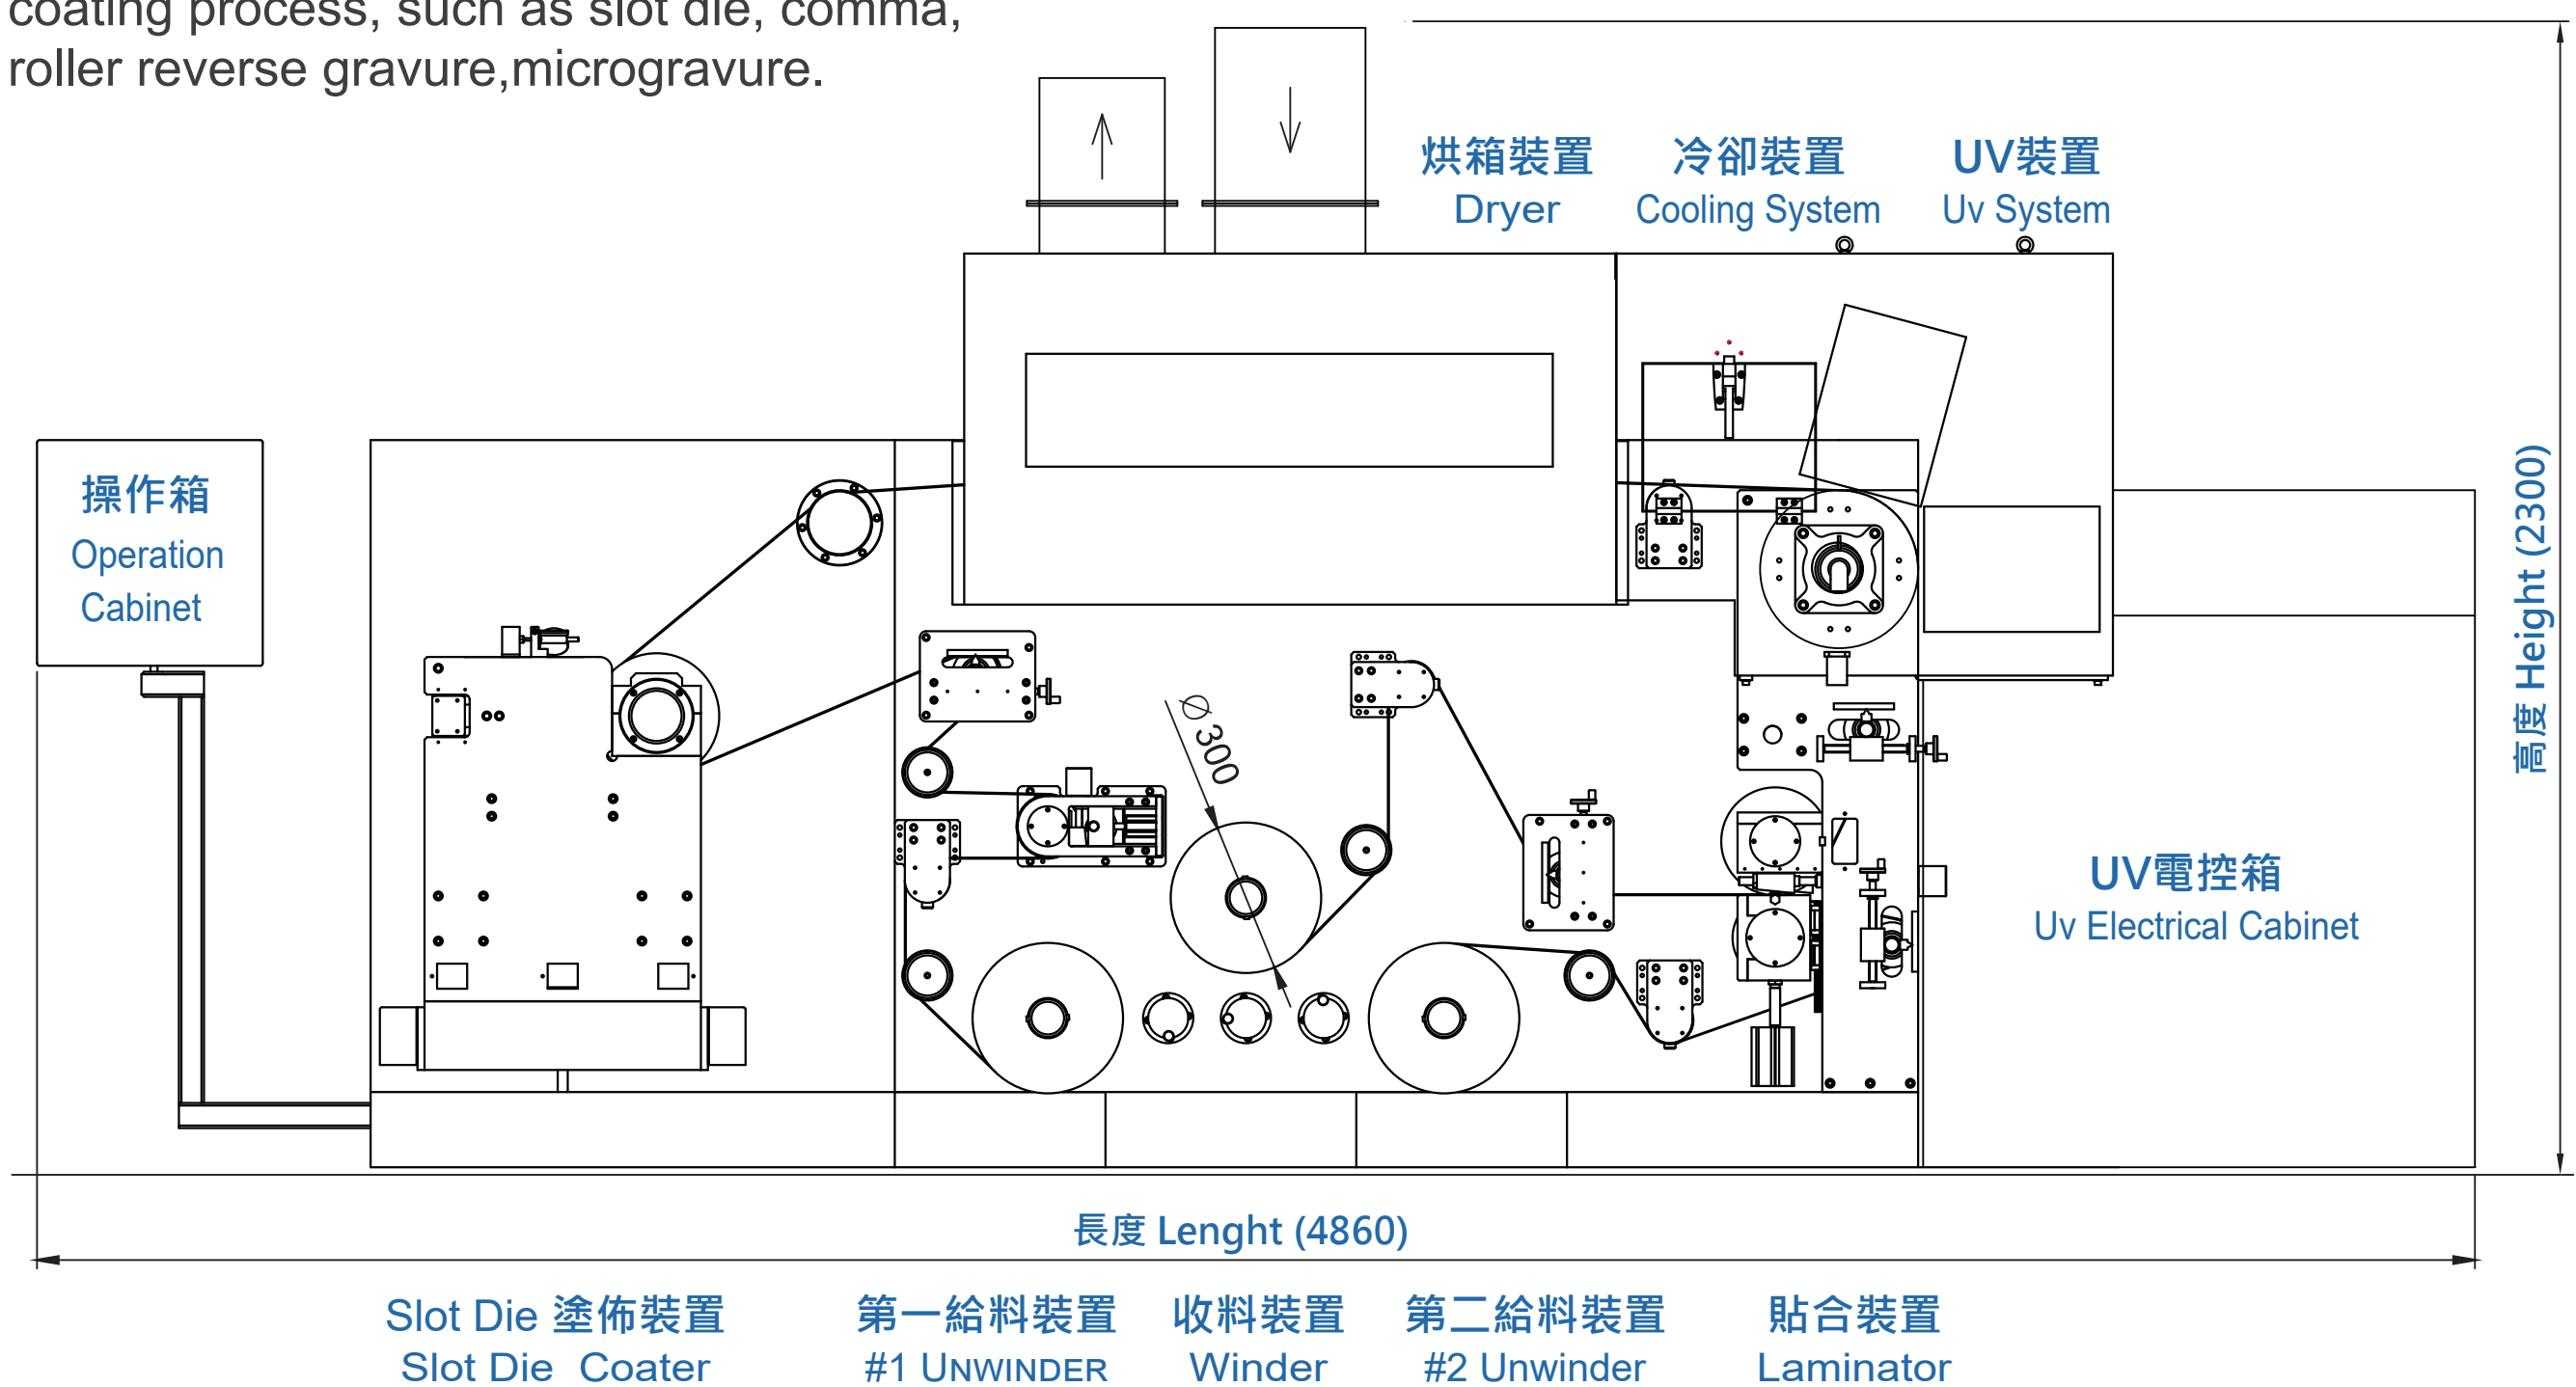 coating process, such as slot die, comma,
roller reverse gravure,microgravure.
烘箱裝置
Dryer
冷卻裝置
Cooling System
UV裝置
Uv System
操作箱
Operation
Cabinet
高度 Height (2300)
∅300
UV電控箱
Uv Electrical Cabinet
長度 Lenght (4860)
Slot Die 塗佈裝置
Slot Die Coater
第一給料裝置
#1 UNWINDER
收料裝置
Winder
第二給料裝置
#2 Unwinder
貼合裝置
Laminator